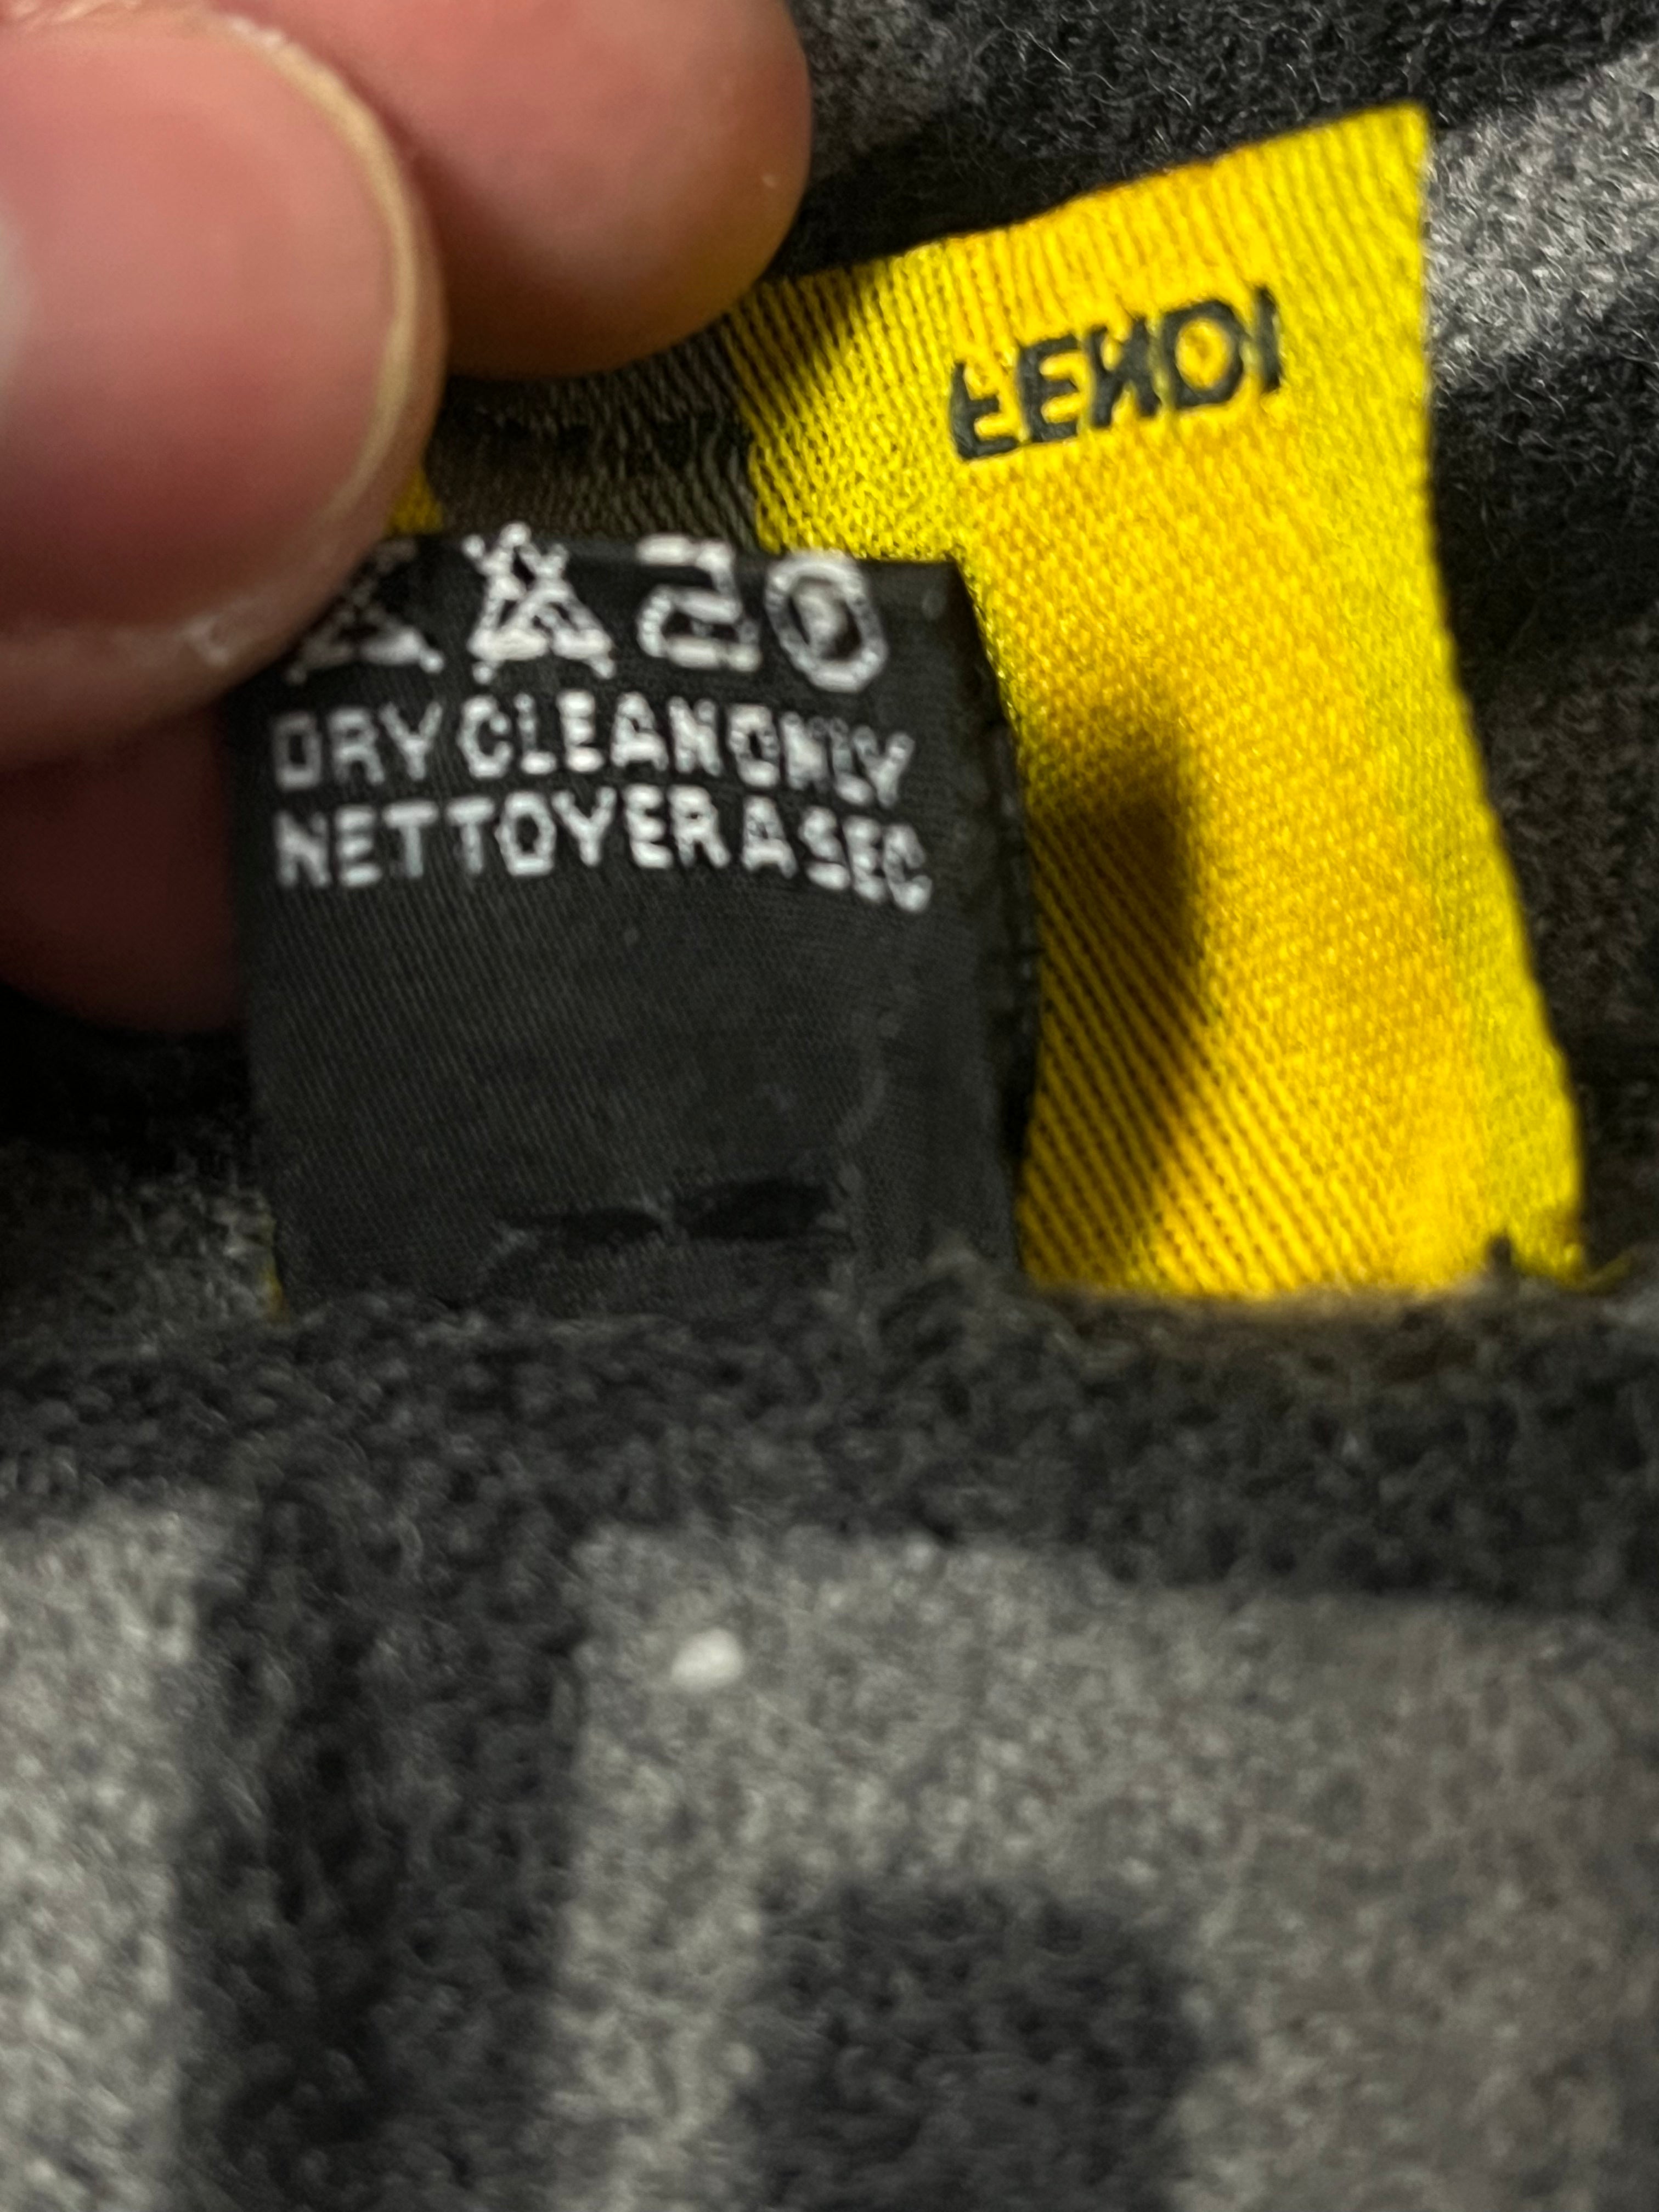 FENDI
DRY CLEAN ONLY
NETTOYER A SEC